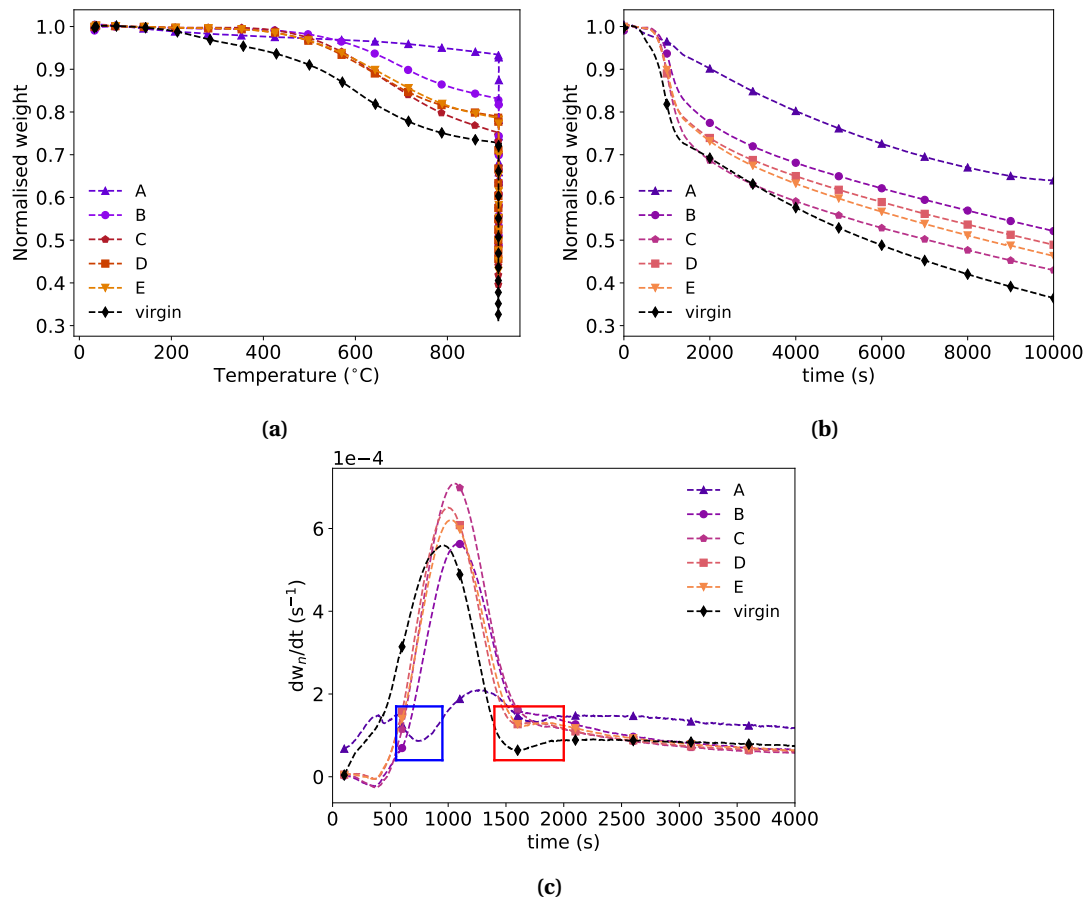 1.0
0.9
0.8
0.7
0.6
0.5
0.4
0.3
Normalised weight
A
B
C
D
E
virgin
0 200 400 600 800
Temperature (°C)
(a)
1.0
0.9
0.8
0.7
0.6
0.5
0.4
0.3
Normalised weight
A
B
C
D
E
virgin
0 2000 4000 6000 8000 10000
time (s)
(b)
1e−4
6
4
2
0
dwn/dt (s−1)
A
B
C
D
E
virgin
0 500 1000 1500 2000 2500 3000 3500 4000
time (s)
(c)